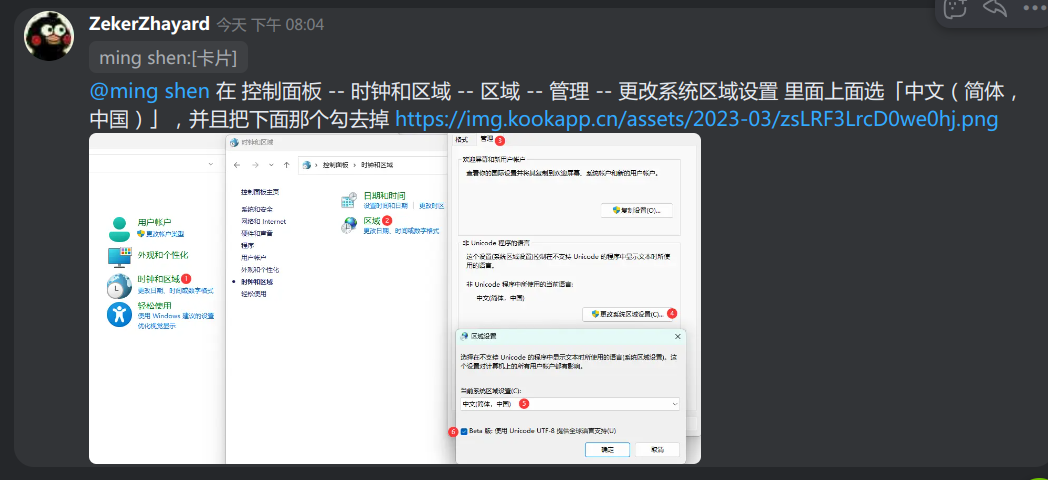 ZekerZhayard 今天 下午 08:04
ming shen:[卡片]
@ming shen 在 控制面板 -- 时钟和区域 -- 区域 -- 管理 -- 更改系统区域设置 里面上面选「中文（简体，
中国）」，并且把下面那个勾去掉 https://img.kookapp.cn/assets/2023-03/zsLRF3LrcD0we0hj.png
用户帐户
更改帐户类型
外观和个性化
时钟和区域 1
更改日期、时间或数字格式
轻松使用
使用 Windows 建议的设置
优化视觉显示
时钟和区域
控制面板 > 时钟和区域
控制面板主页
系统和安全
网络和 Internet
硬件和声音
程序
用户帐户
外观和个性化
时钟和区域
轻松使用
日期和时间
设置时间和日期 | 更改时区
区域 2
更改日期、时间或数字格式
格式 管理 3
欢迎屏幕和新用户帐户
查看你的国际设置并将其复制到欢迎屏幕、系统帐户和新的用户帐户。
复制设置(O)...
非 Unicode 程序的语言
这个设置(系统区域设置)控制在不支持 Unicode 的程序中显示文本时所使
用的语言。
非 Unicode 程序中所使用的当前语言:
中文(简体，中国)
更改系统区域设置(C)... 4
区域设置
选择在不支持 Unicode 的程序中显示文本时所使用的语言(系统区域设置)。这
个设置对计算机上的所有用户帐户都有影响。
当前系统区域设置(C):
中文(简体，中国) 5
6 Beta 版: 使用 Unicode UTF-8 提供全球语言支持(U)
确定 取消